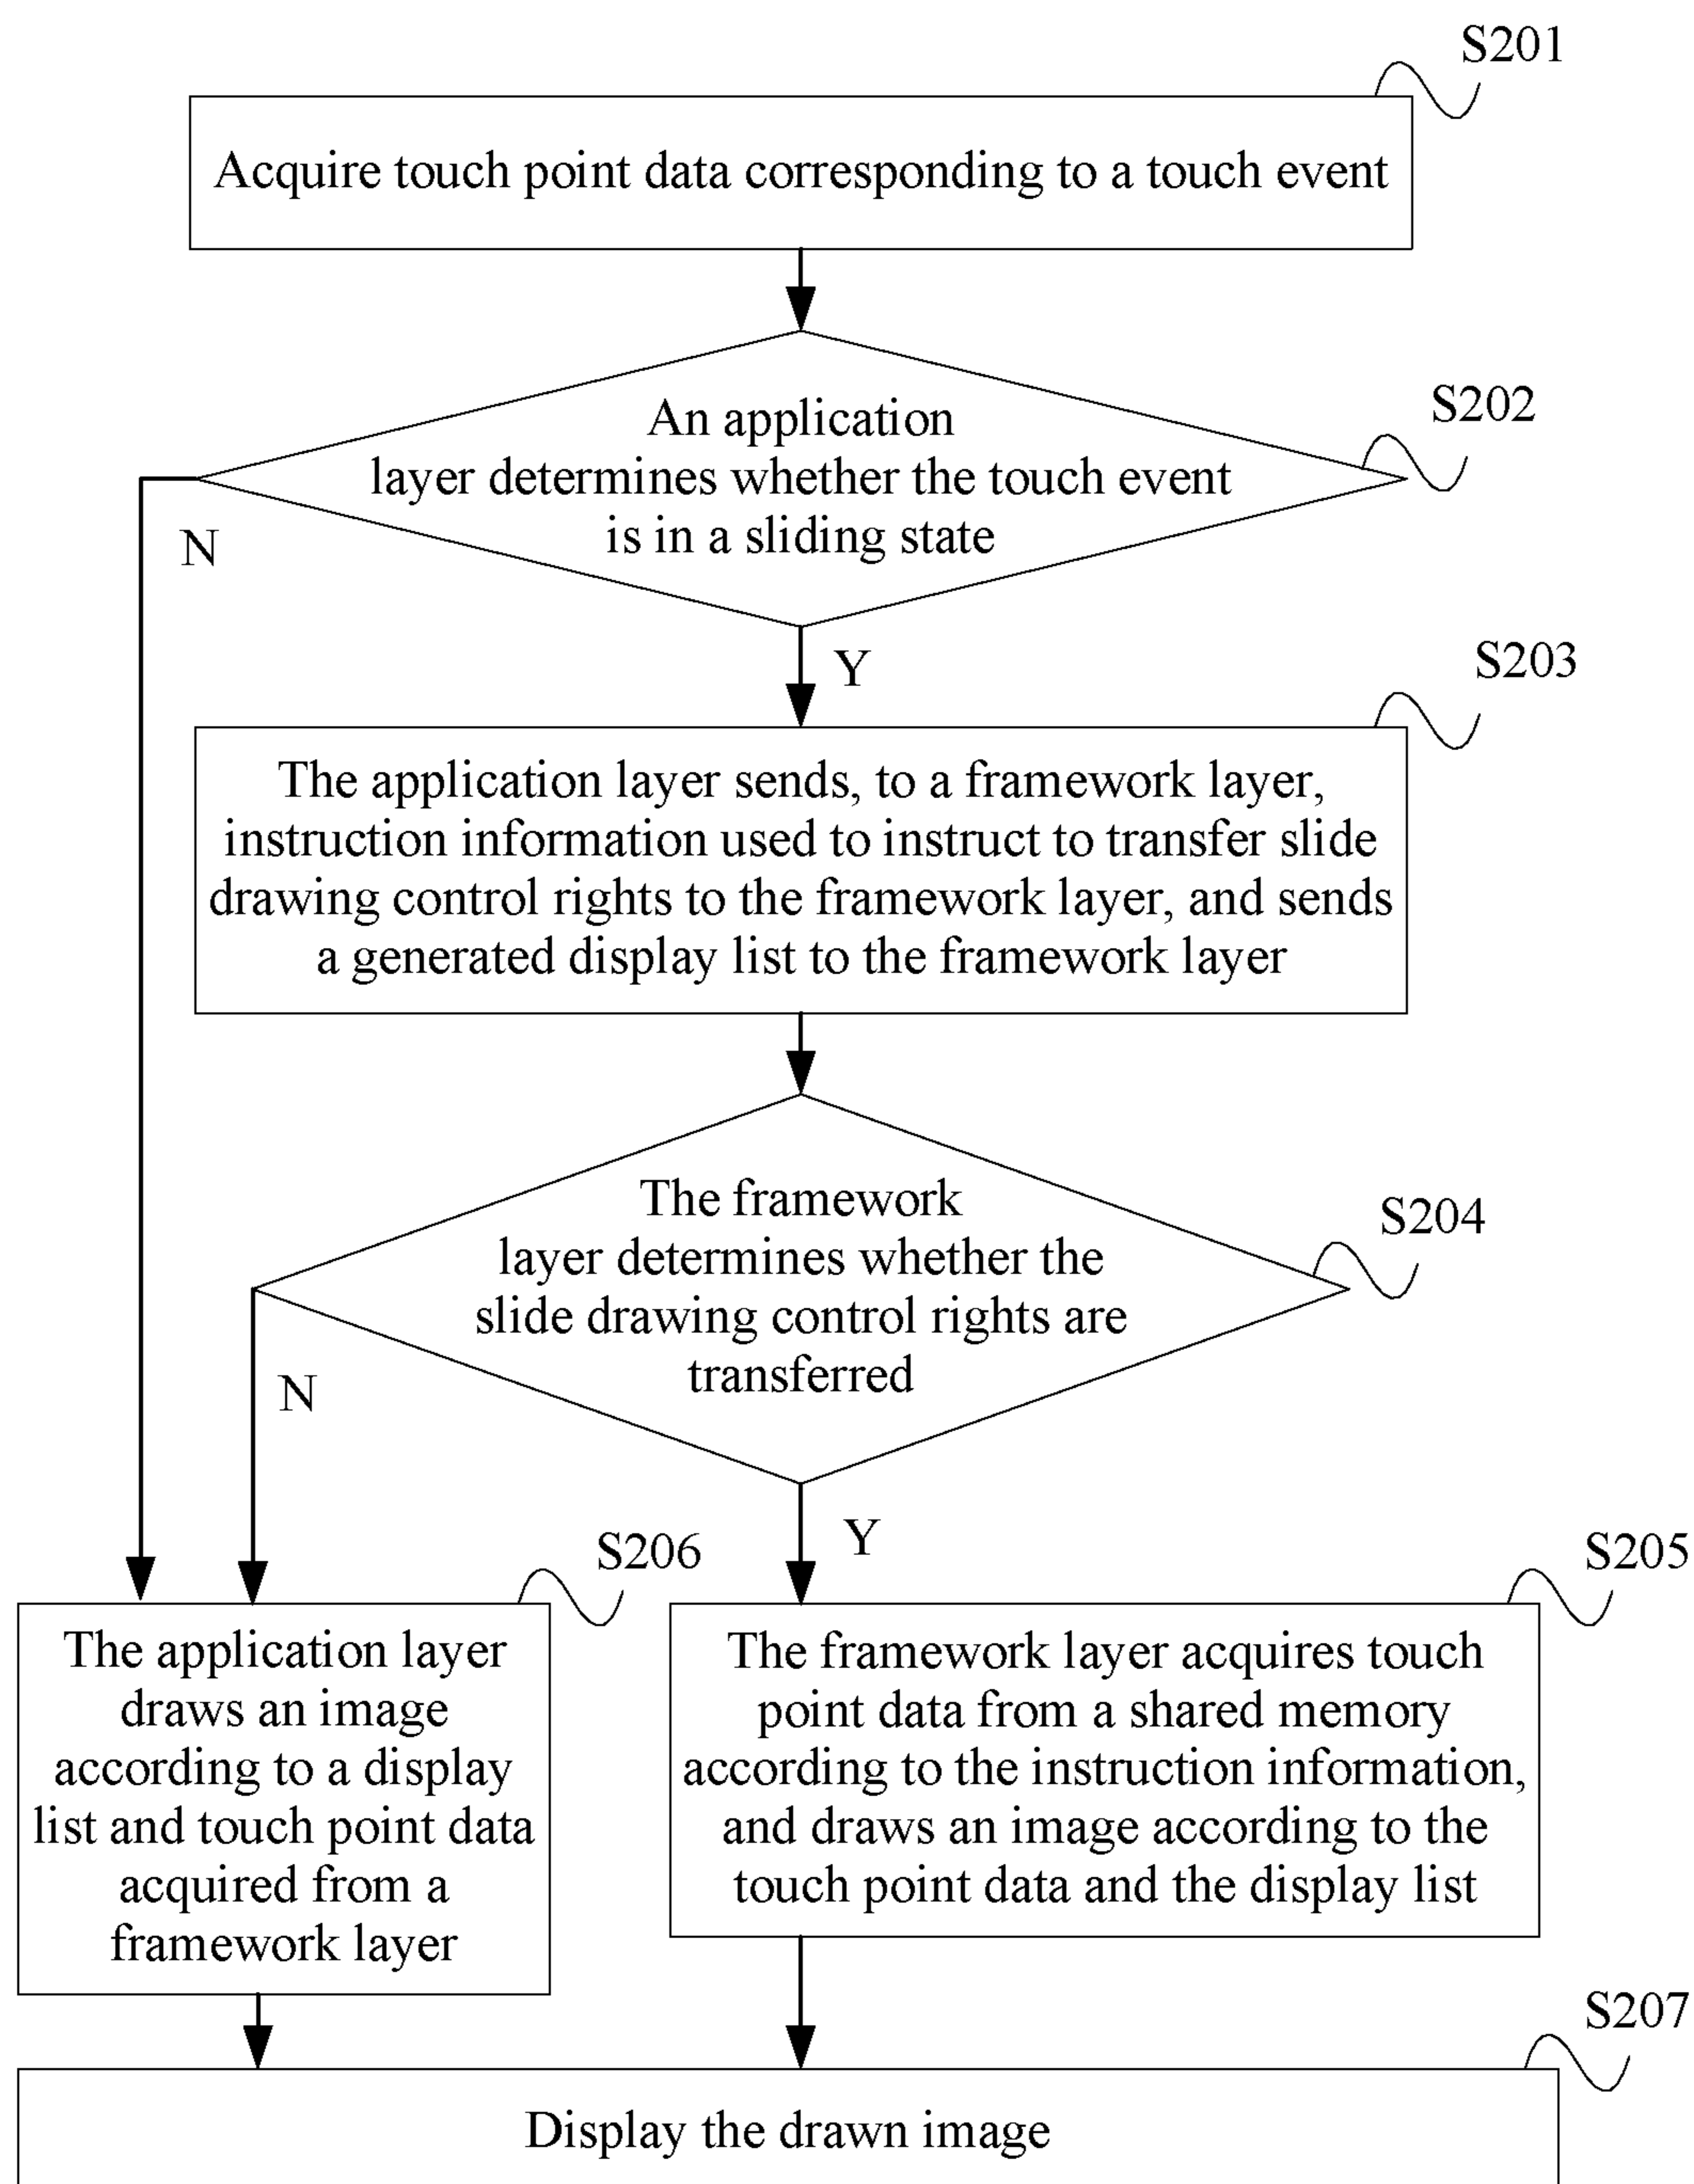 S201
Acquire touch point data corresponding to a touch event
S202
An application
layer determines whether the touch event
is in a sliding state
N
Y
S203
The application layer sends, to a framework layer,
instruction information used to instruct to transfer slide
drawing control rights to the framework layer, and sends
a generated display list to the framework layer
S204
The framework
layer determines whether the
slide drawing control rights are
transferred
N
Y
S206
The application layer
draws an image
according to a display
list and touch point data
acquired from a
framework layer
S205
The framework layer acquires touch
point data from a shared memory
according to the instruction information,
and draws an image according to the
touch point data and the display list
S207
Display the drawn image